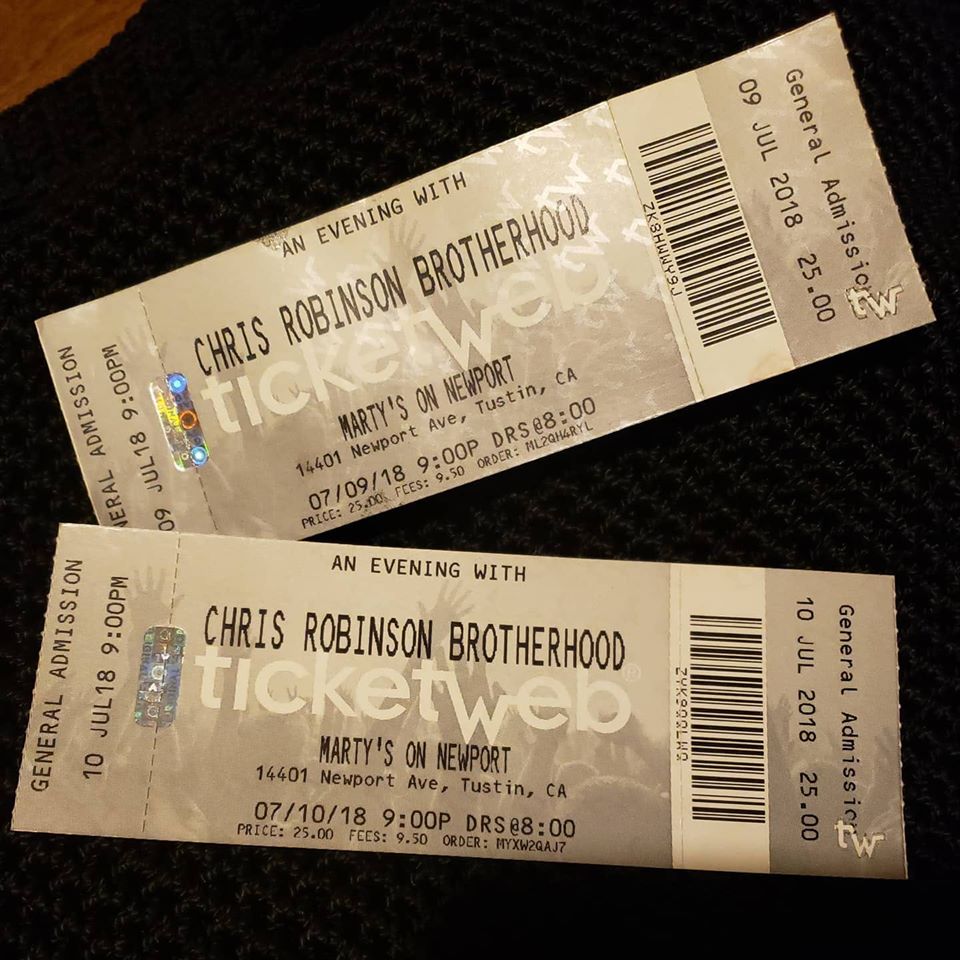 GENERAL ADMISSION
09 JUL18 9:00PM
AN EVENING WITH
CHRIS ROBINSON BROTHERHOOD
ticketweb
MARTY'S ON NEWPORT
14401 Newport Ave, Tustin, CA
07/09/18 9:00P DRS@8:00
PRICE: 25.00 FEES: 9.50 ORDER: ML2QH4RYL
09 JUL 2018 25.00
General Admission
tw
GENERAL ADMISSION
10 JUL18 9:00PM
AN EVENING WITH
CHRIS ROBINSON BROTHERHOOD
ticketweb®
MARTY'S ON NEWPORT
14401 Newport Ave, Tustin, CA
07/10/18 9:00P DRS@8:00
PRICE: 25.00 FEES: 9.50 ORDER: MYXW2QAJ7
10 JUL 2018 25.00
General Admission
tw